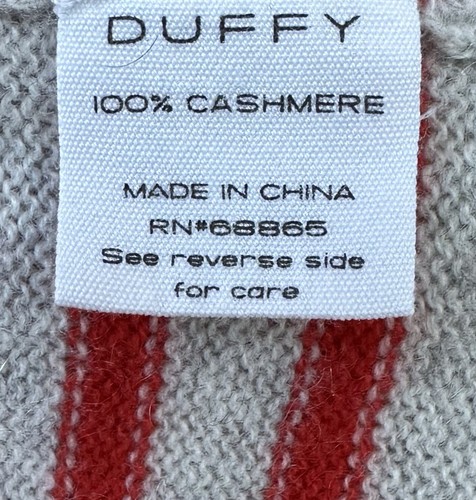 DUFFY
100% CASHMERE
MADE IN CHINA
RN#68865
See reverse side
for care